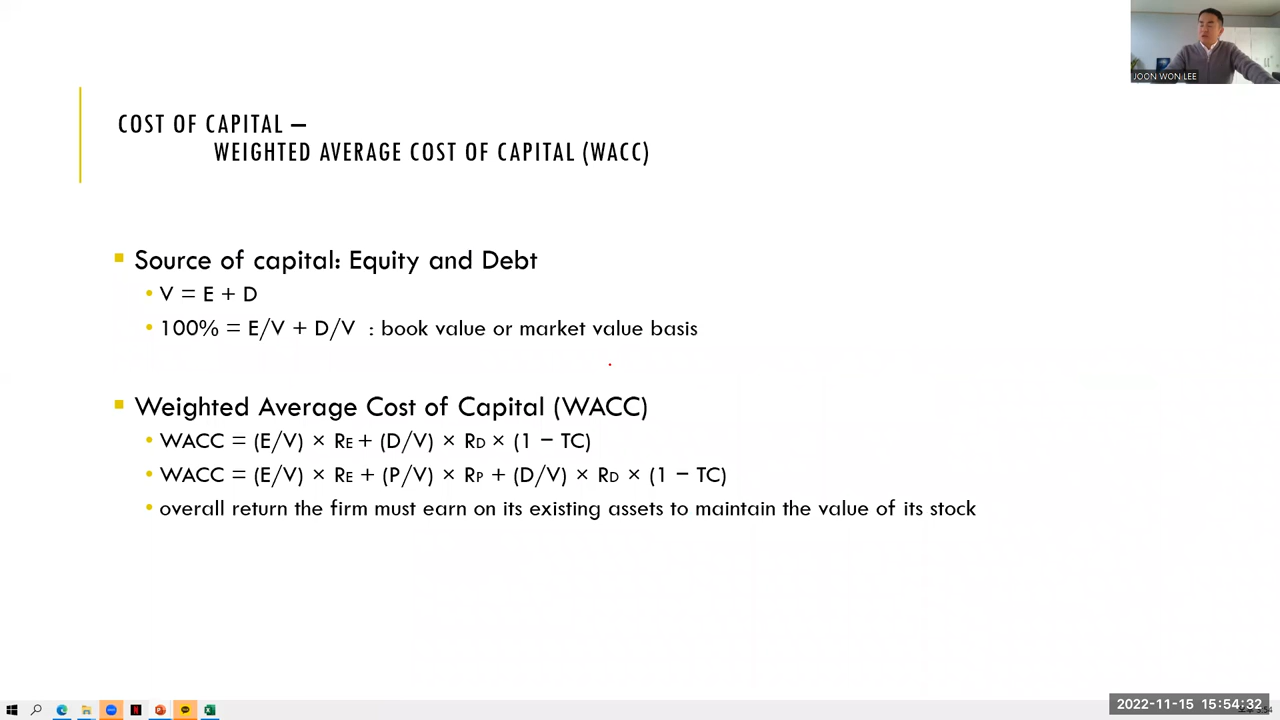 JOON WON LEE
COST OF CAPITAL –
WEIGHTED AVERAGE COST OF CAPITAL (WACC)
Source of capital: Equity and Debt
V = E + D
100% = E/V + D/V : book value or market value basis
Weighted Average Cost of Capital (WACC)
WACC = (E/V) × RE + (D/V) × RD × (1 − TC)
WACC = (E/V) × RE + (P/V) × RP + (D/V) × RD × (1 − TC)
overall return the firm must earn on its existing assets to maintain the value of its stock
2022-11-15 15:54:32